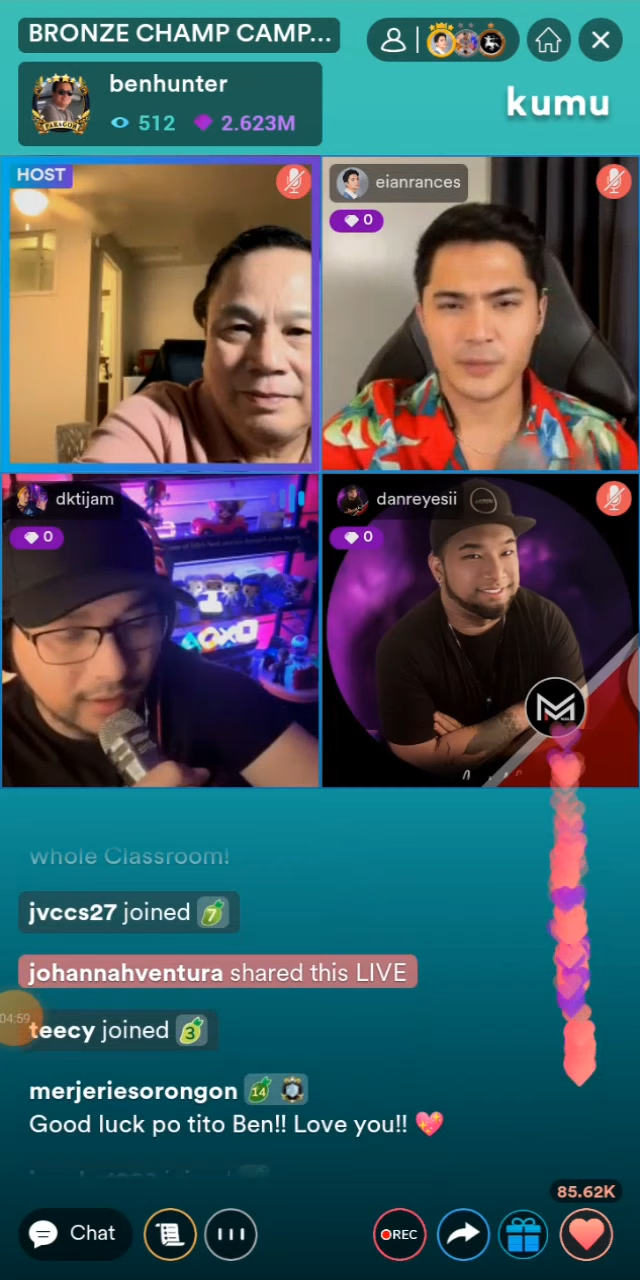 BRONZE CHAMP CAMP...
benhunter
512
2.623M
kumu
PARAGON
HOST
eianrances
0
dktijam
0
danreyesii
0
whole Classroom!
jvccs27 joined 7
johannahventura shared this LIVE
04:59
teecy joined 3
merjeriesorongon 14
Good luck po tito Ben!! Love you!! 💖
85.62K
Chat
REC